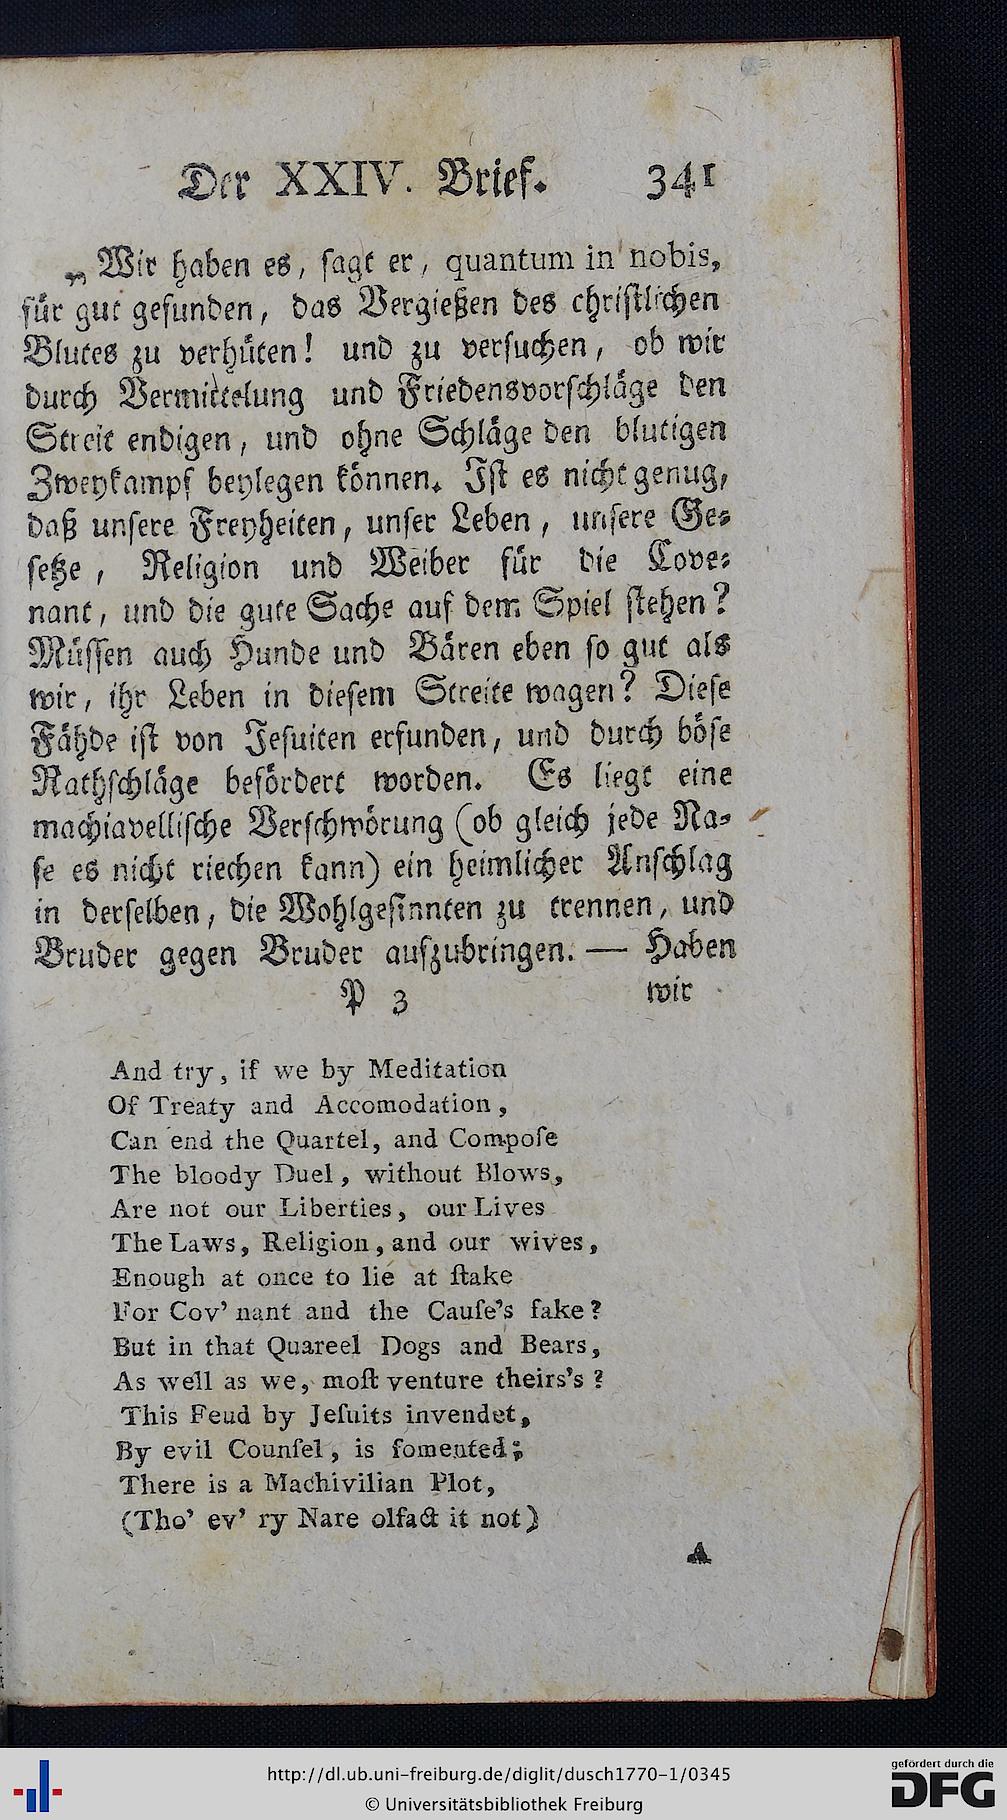 Der XXIV. Brief. 341
„Wir haben es, sagt er, quantum in nobis,
für gut gefunden, das Vergießen des christlichen
Blutes zu verhüten! und zu versuchen, ob wir
durch Vermittelung und Friedensvorschläge den
Streit endigen, und ohne Schläge den blutigen
Zweykampf beylegen können. Ist es nicht genug,
daß unsere Freyheiten, unser Leben, unsere Ge-
setze, Religion und Weiber für die Cove-
nant, und die gute Sache auf dem Spiel stehen?
Müssen auch Hunde und Bären eben so gut als
wir, ihr Leben in diesem Streite wagen? Diese
Fähde ist von Jesuiten erfunden, und durch böse
Rathschläge befördert worden. Es liegt eine
machiavellische Verschwörung (ob gleich jede Na-
se es nicht riechen kann) ein heimlicher Anschlag
in derselben, die Wohlgesinnten zu trennen, und
Bruder gegen Bruder aufzubringen. — Haben
P 3 wir
And try, if we by Meditation
Of Treaty and Accomodation,
Can end the Quartel, and Compoſe
The bloody Duel, without Blows,
Are not our Liberties, our Lives
The Laws, Religion, and our wives,
Enough at once to lie at ſtake
For Cov' nant and the Cauſe's ſake?
But in that Quareel Dogs and Bears,
As well as we, moſt venture theirs's?
This Feud by Jeſuits invendet,
By evil Counſel, is fomented;
There is a Machivilian Plot,
(Tho' ev' ry Nare olfact it not)
A
http://dl.ub.uni-freiburg.de/diglit/dusch1770-1/0345
© Universitätsbibliothek Freiburg
gefördert durch die
DFG